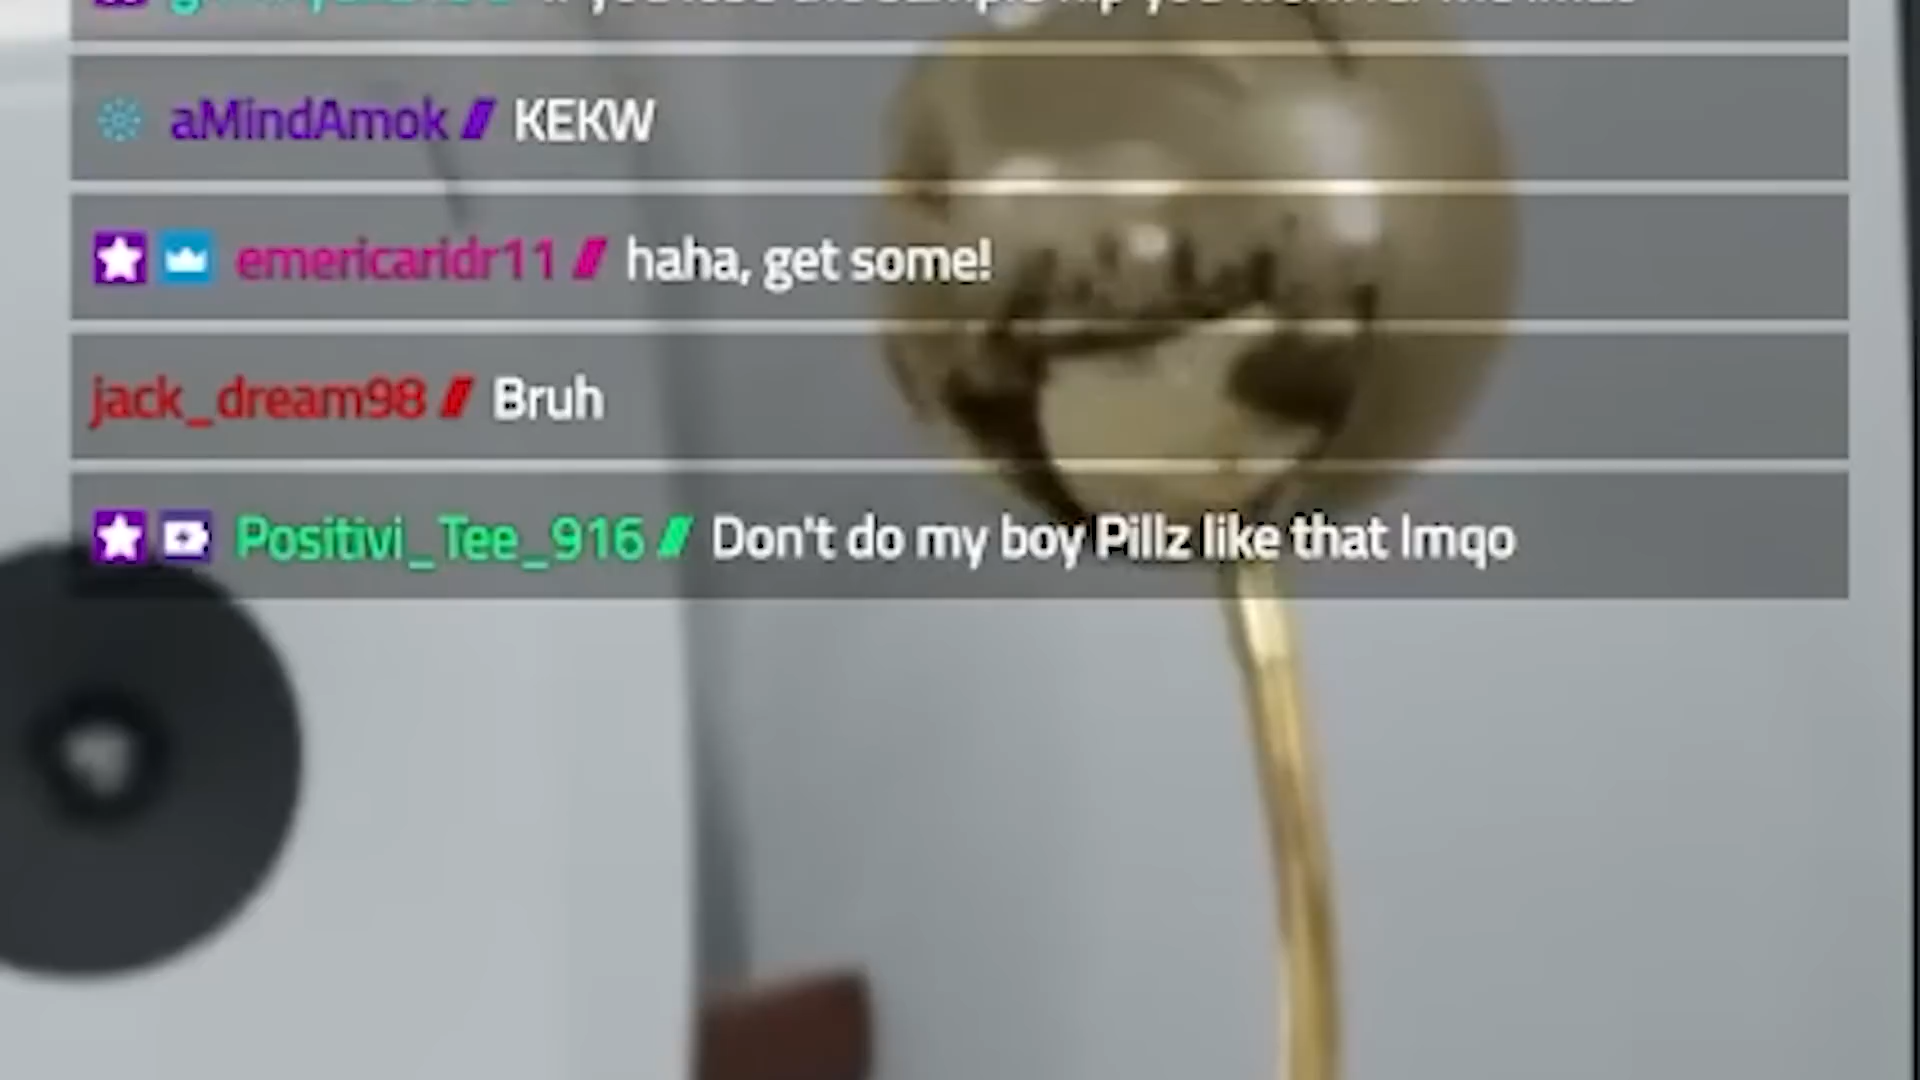 aMindAmok // KEKW
emericaridr11 // haha, get some!
jack_dream98 // Bruh
Positivi_Tee_916 // Don't do my boy Pillz like that lmqo